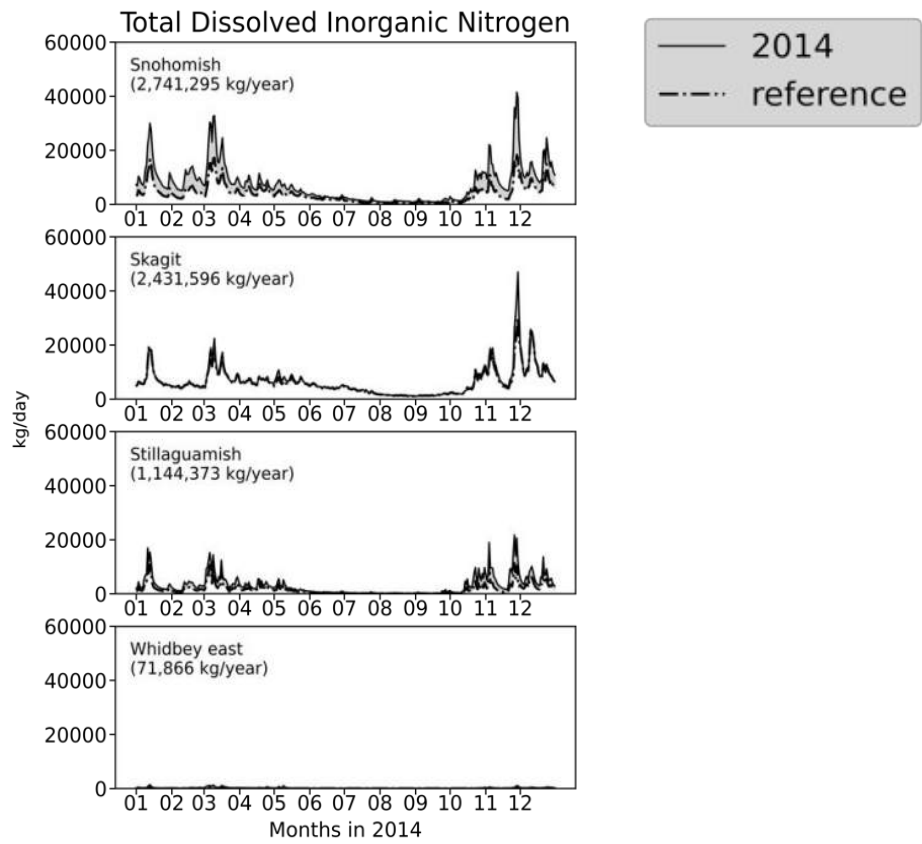 Total Dissolved Inorganic Nitrogen
2014
reference
kg/day
60000
40000
20000
0
Snohomish
(2,741,295 kg/year)
01 02 03 04 05 06 07 08 09 10 11 12
60000
40000
20000
0
Skagit
(2,431,596 kg/year)
01 02 03 04 05 06 07 08 09 10 11 12
60000
40000
20000
0
Stillaguamish
(1,144,373 kg/year)
01 02 03 04 05 06 07 08 09 10 11 12
60000
40000
20000
0
Whidbey east
(71,866 kg/year)
01 02 03 04 05 06 07 08 09 10 11 12
Months in 2014